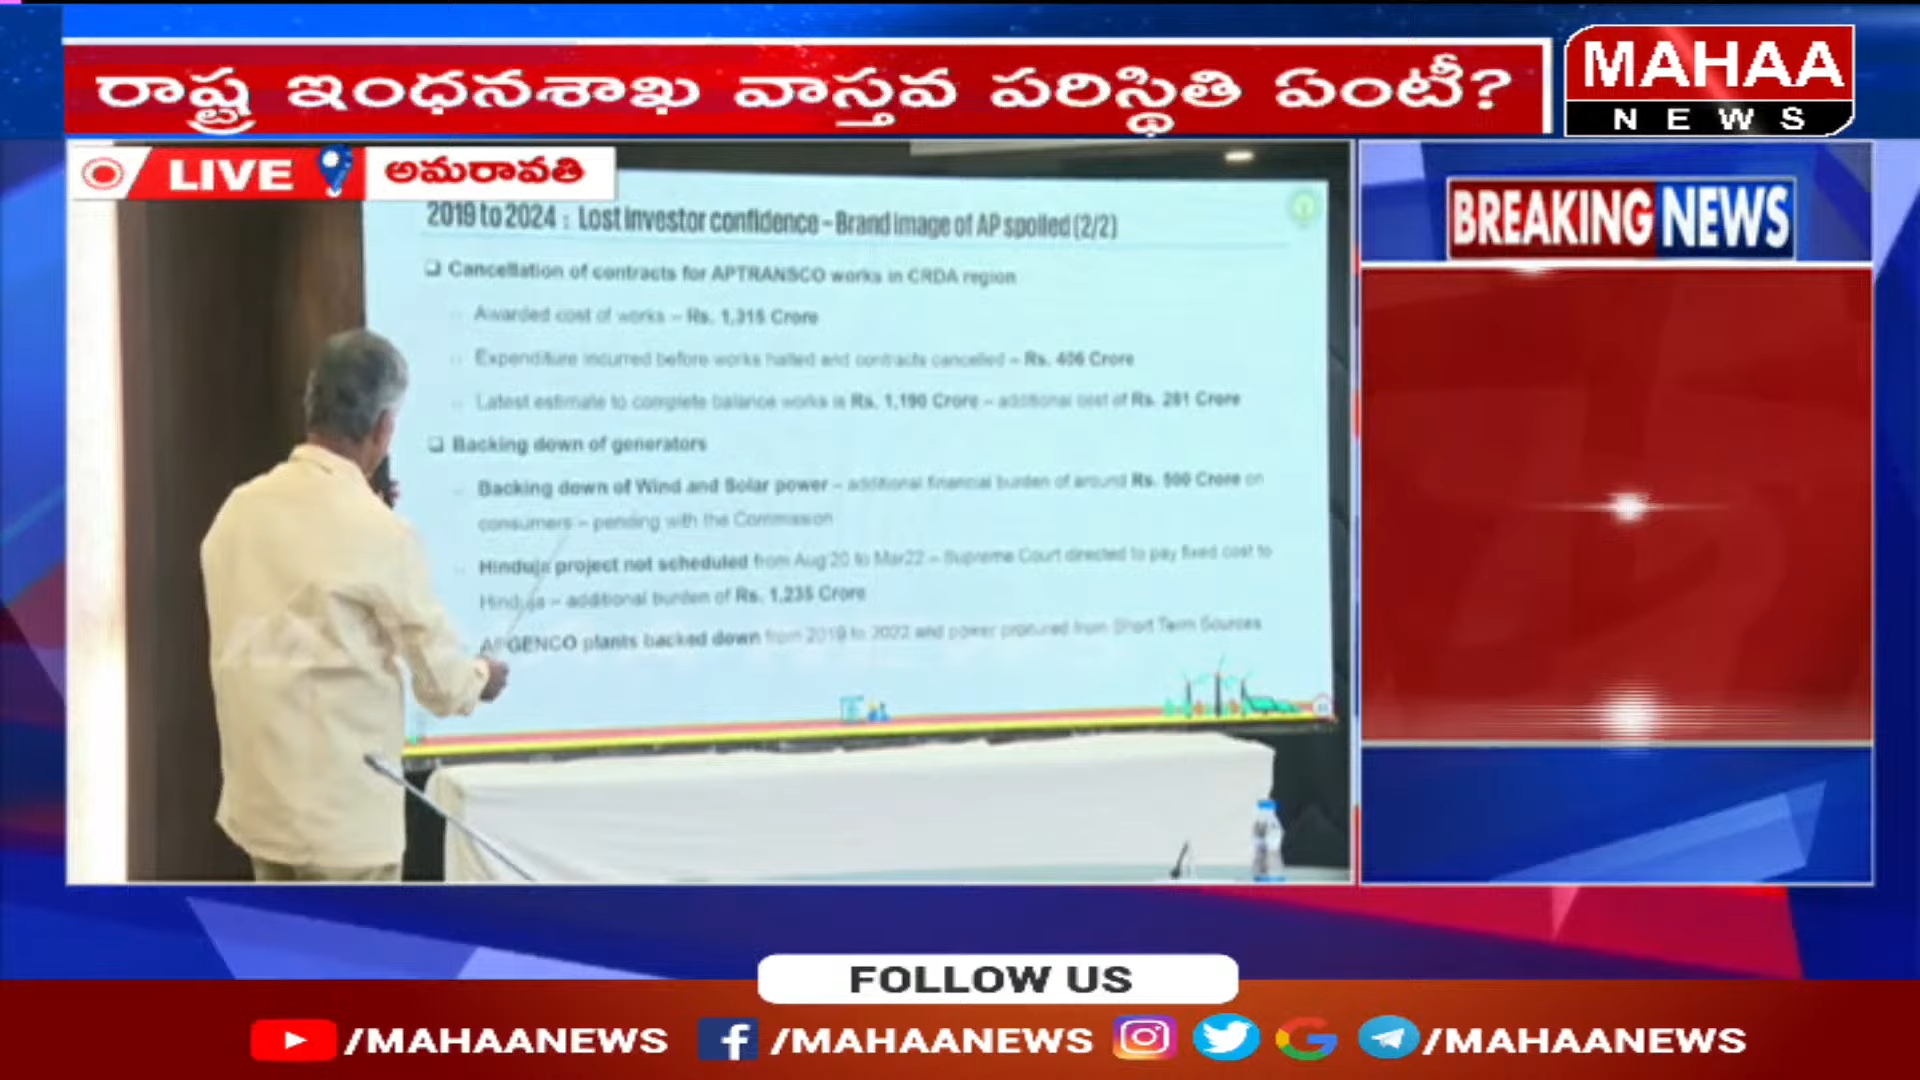 రాష్ట్ర ఇంధనశాఖ వాస్తవ పరిస్థితి ఏంటీ?
MAHAA
NEWS
LIVE
అమరావతి
BREAKING NEWS
2019 to 2024 : Lost investor confidence – Brand image of AP spoiled (2/2)
Cancellation of contracts for APTRANSCO works in CRDA region
Awarded cost of works – Rs. 1,315 Crore
Expenditure incurred before works halted and contracts cancelled – Rs. 406 Crore
Latest estimate to complete balance works is Rs. 1,190 Crore – additional cost of Rs. 281 Crore
Backing down of generators
Backing down of Wind and Solar power – additional financial burden of around Rs. 500 Crore on
consumers – pending with the Commission
Hinduja project not scheduled from Aug'20 to Mar22 – Supreme Court directed to pay fixed cost to
Hinduja – additional burden of Rs. 1,235 Crore
APGENCO plants backed down from 2019 to 2022 and power procured from Short Term Sources
FOLLOW US
/MAHAANEWS
/MAHAANEWS
/MAHAANEWS